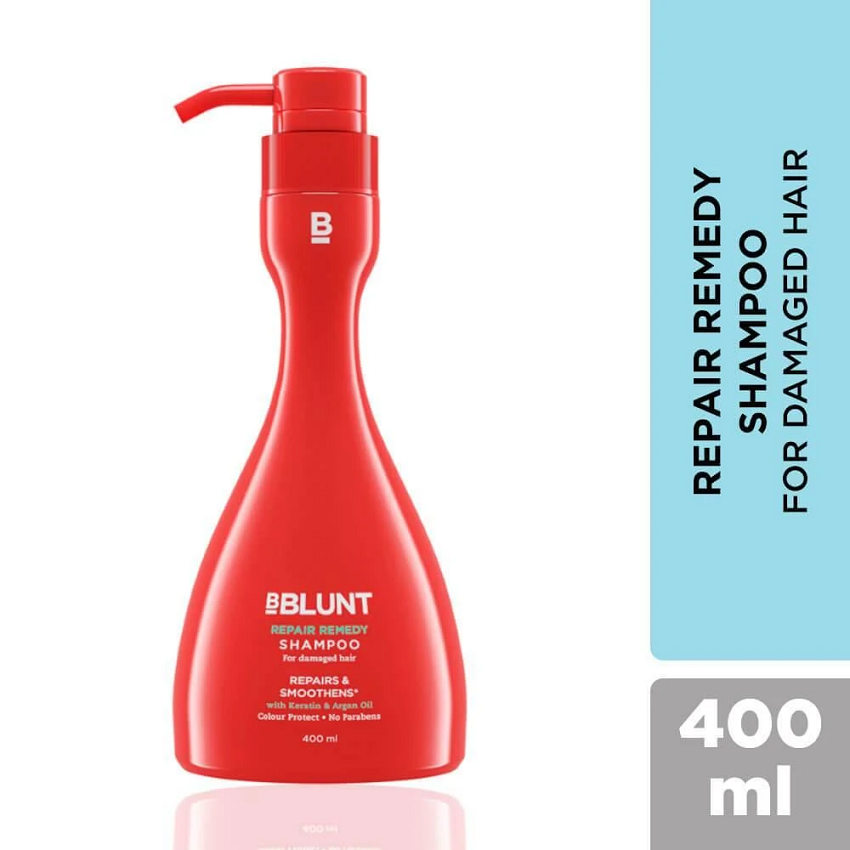 B
BBLUNT
REPAIR REMEDY
SHAMPOO
For damaged hair
REPAIRS &
SMOOTHENS*
with Keratin & Argan Oil
Colour Protect • No Parabens
400 ml
REPAIR REMEDY
SHAMPOO
FOR DAMAGED HAIR
400
ml